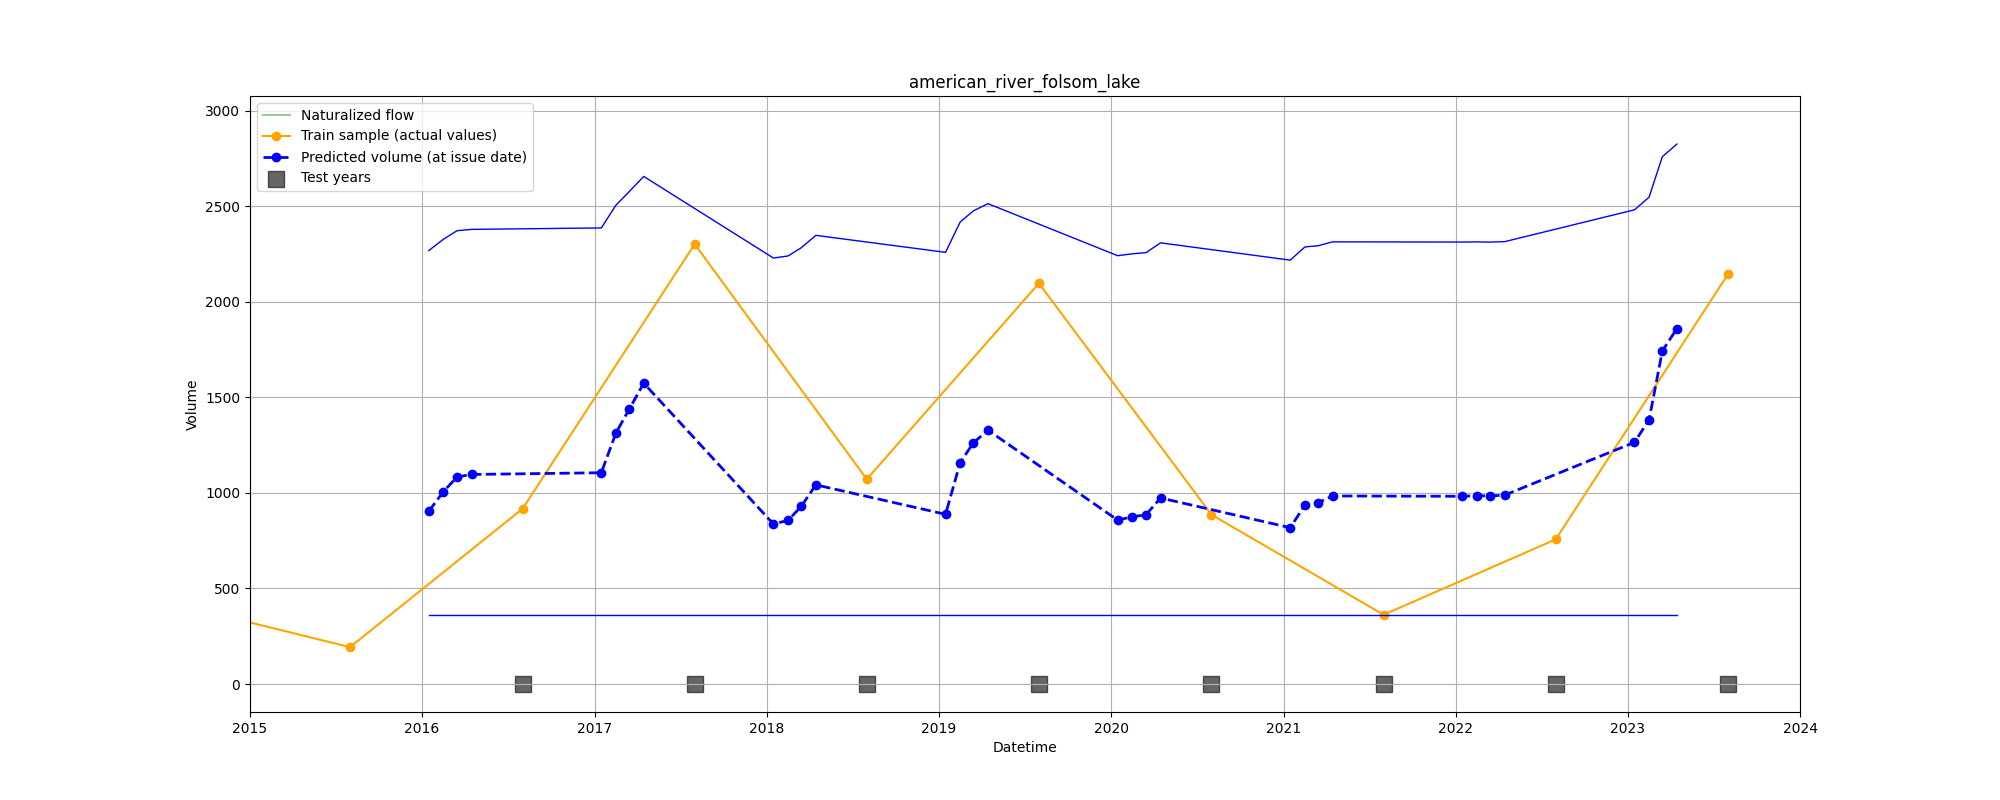 american_river_folsom_lake
Naturalized flow
Train sample (actual values)
Predicted volume (at issue date)
Test years
3000
2500
2000
1500
1000
500
0
Volume
2015 2016 2017 2018 2019 2020 2021 2022 2023 2024
Datetime